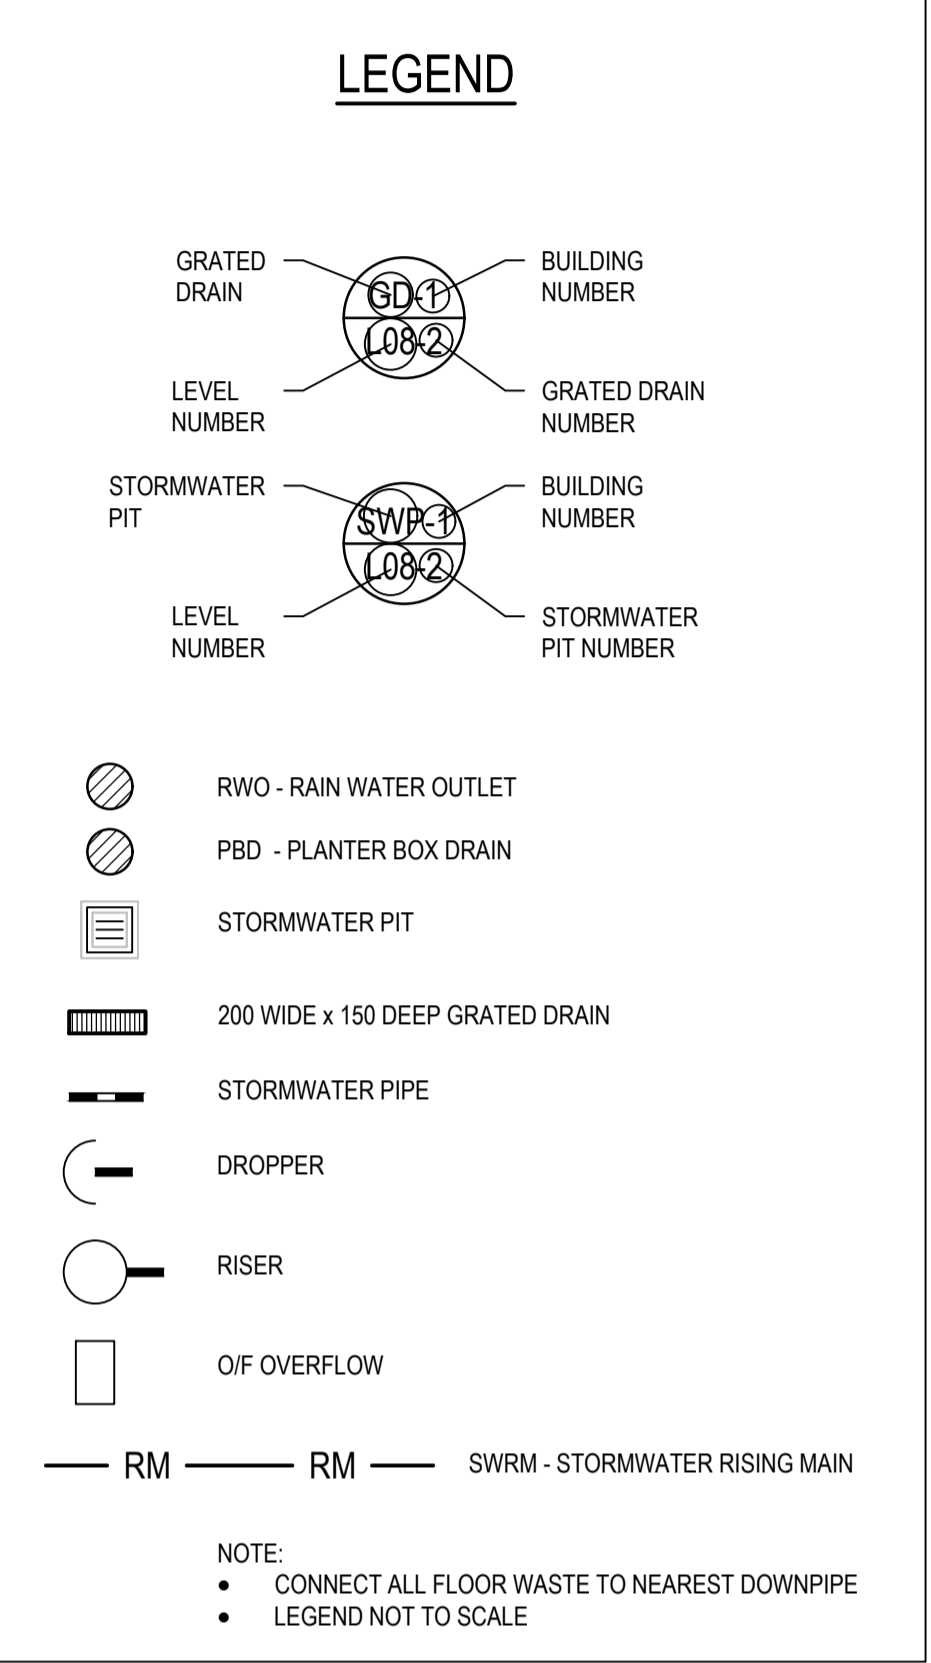 LEGEND
GRATED
DRAIN
GD-1
L08-2
BUILDING
NUMBER
LEVEL
NUMBER
GRATED DRAIN
NUMBER
STORMWATER
PIT
SWP-1
L08-2
BUILDING
NUMBER
LEVEL
NUMBER
STORMWATER
PIT NUMBER
RWO - RAIN WATER OUTLET
PBD - PLANTER BOX DRAIN
STORMWATER PIT
200 WIDE x 150 DEEP GRATED DRAIN
STORMWATER PIPE
DROPPER
RISER
O/F OVERFLOW
RM RM SWRM - STORMWATER RISING MAIN
NOTE:
• CONNECT ALL FLOOR WASTE TO NEAREST DOWNPIPE
• LEGEND NOT TO SCALE